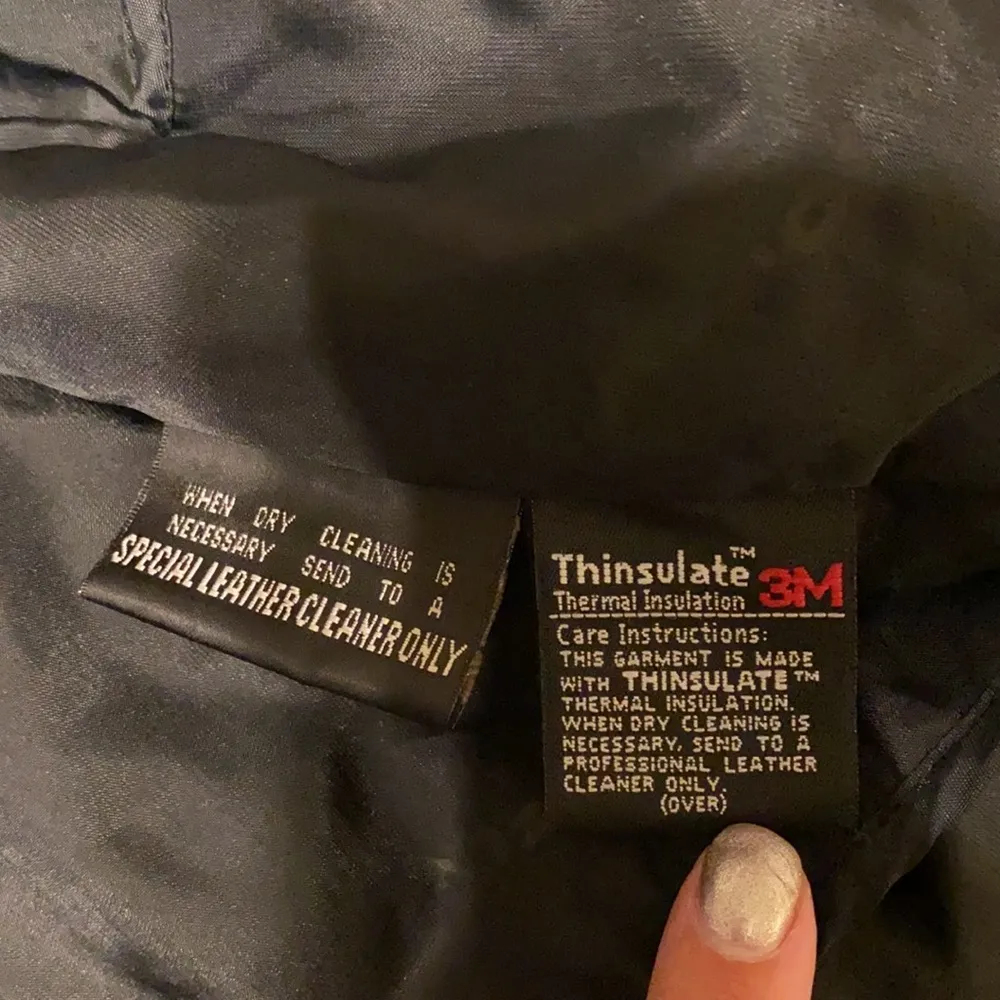 WHEN DRY CLEANING IS
NECESSARY SEND TO A
SPECIAL LEATHER CLEANER ONLY
Thinsulate™ 3M
Thermal Insulation
Care Instructions:
THIS GARMENT IS MADE
WITH THINSULATE™
THERMAL INSULATION.
WHEN DRY CLEANING IS
NECESSARY, SEND TO A
PROFESSIONAL LEATHER
CLEANER ONLY.
(OVER)